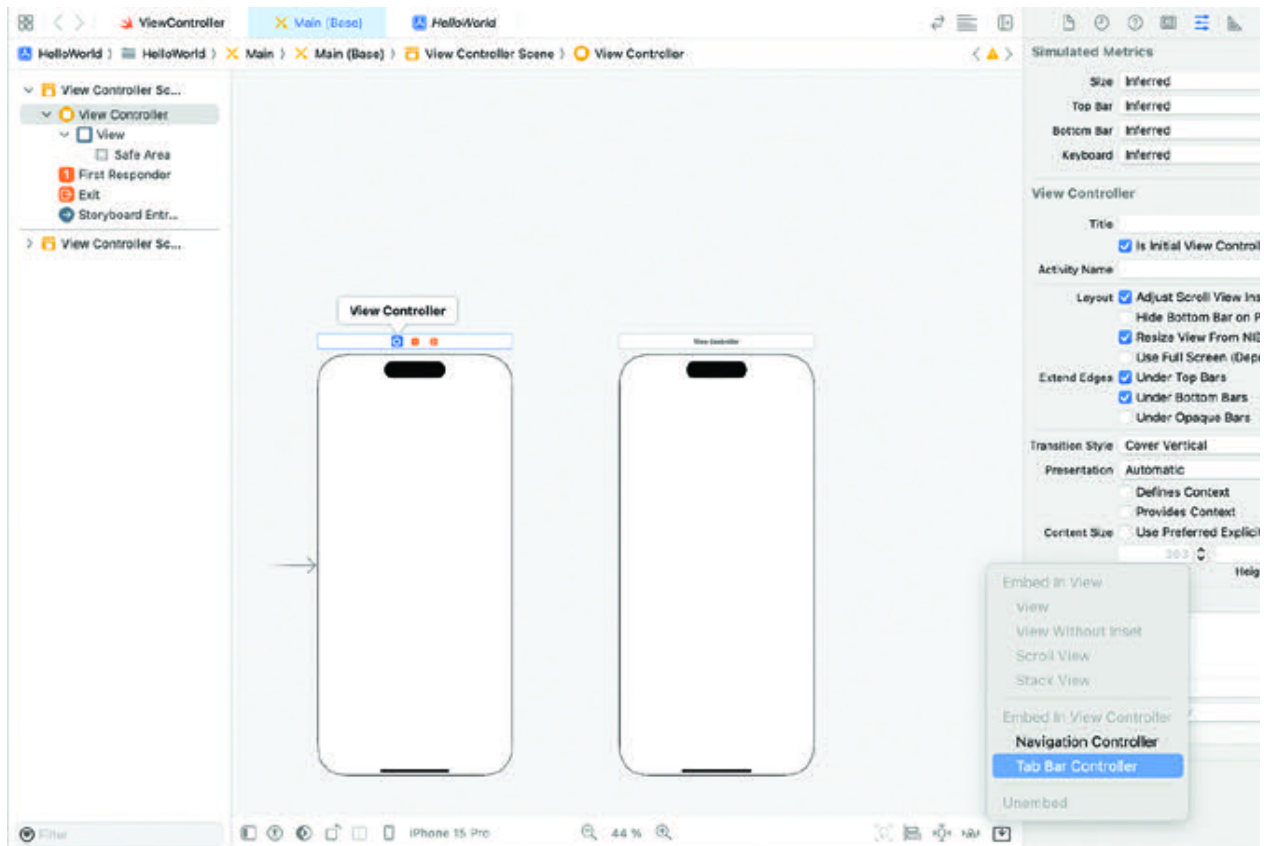 ViewController
Main (Base)
HelloWorld
HelloWorld
HelloWorld
Main
Main (Base)
View Controller Scene
View Controller
View Controller Sc...
View Controller
View
Safe Area
First Responder
Exit
Storyboard Entr...
View Controller Sc...
Filter
View Controller
View Controller
iPhone 15 Pro
44 %
Simulated Metrics
Size Inferred
Top Bar Inferred
Bottom Bar Inferred
Keyboard Inferred
View Controller
Title
Is Initial View Controll
Activity Name
Layout Adjust Scroll View Ins
Hide Bottom Bar on P
Resize View From NIB
Use Full Screen (Depr
Extend Edges Under Top Bars
Under Bottom Bars
Under Opaque Bars
Transition Style Cover Vertical
Presentation Automatic
Defines Context
Provides Context
Content Size Use Preferred Explicit
393
Heig
Embed In View
View
View Without Inset
Scroll View
Stack View
Embed In View Controller
Navigation Controller
Tab Bar Controller
Unembed